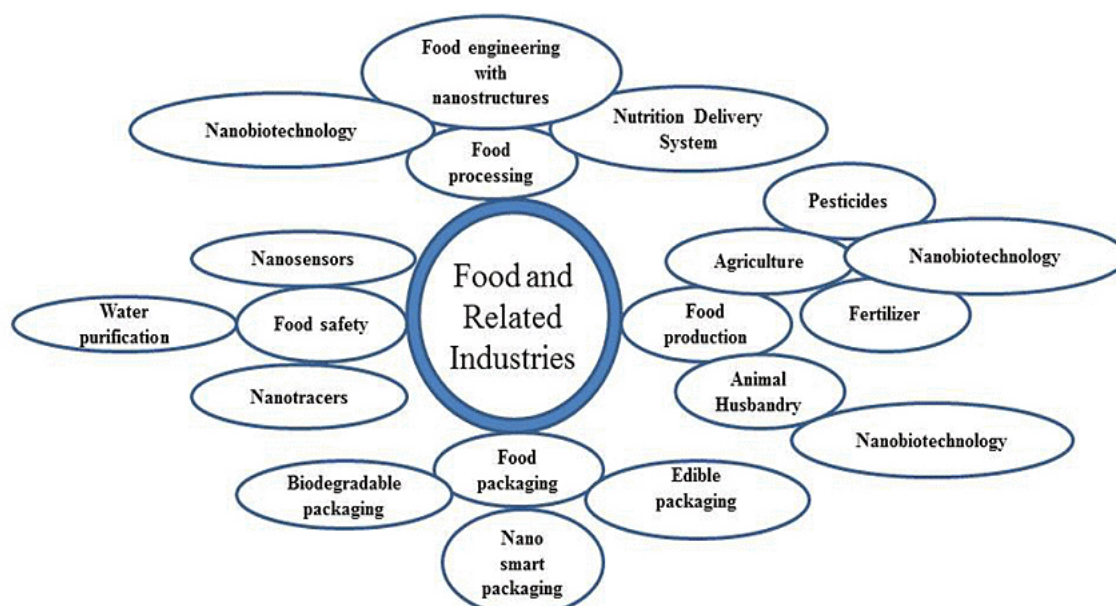 Food engineering
with
nanostructures
Nanobiotechnology
Nutrition Delivery
System
Food
processing
Pesticides
Nanosensors
Agriculture
Nanobiotechnology
Food and
Related
Industries
Water
purification
Food safety
Food
production
Fertilizer
Nanotracers
Animal
Husbandry
Nanobiotechnology
Food
packaging
Biodegradable
packaging
Edible
packaging
Nano
smart
packaging